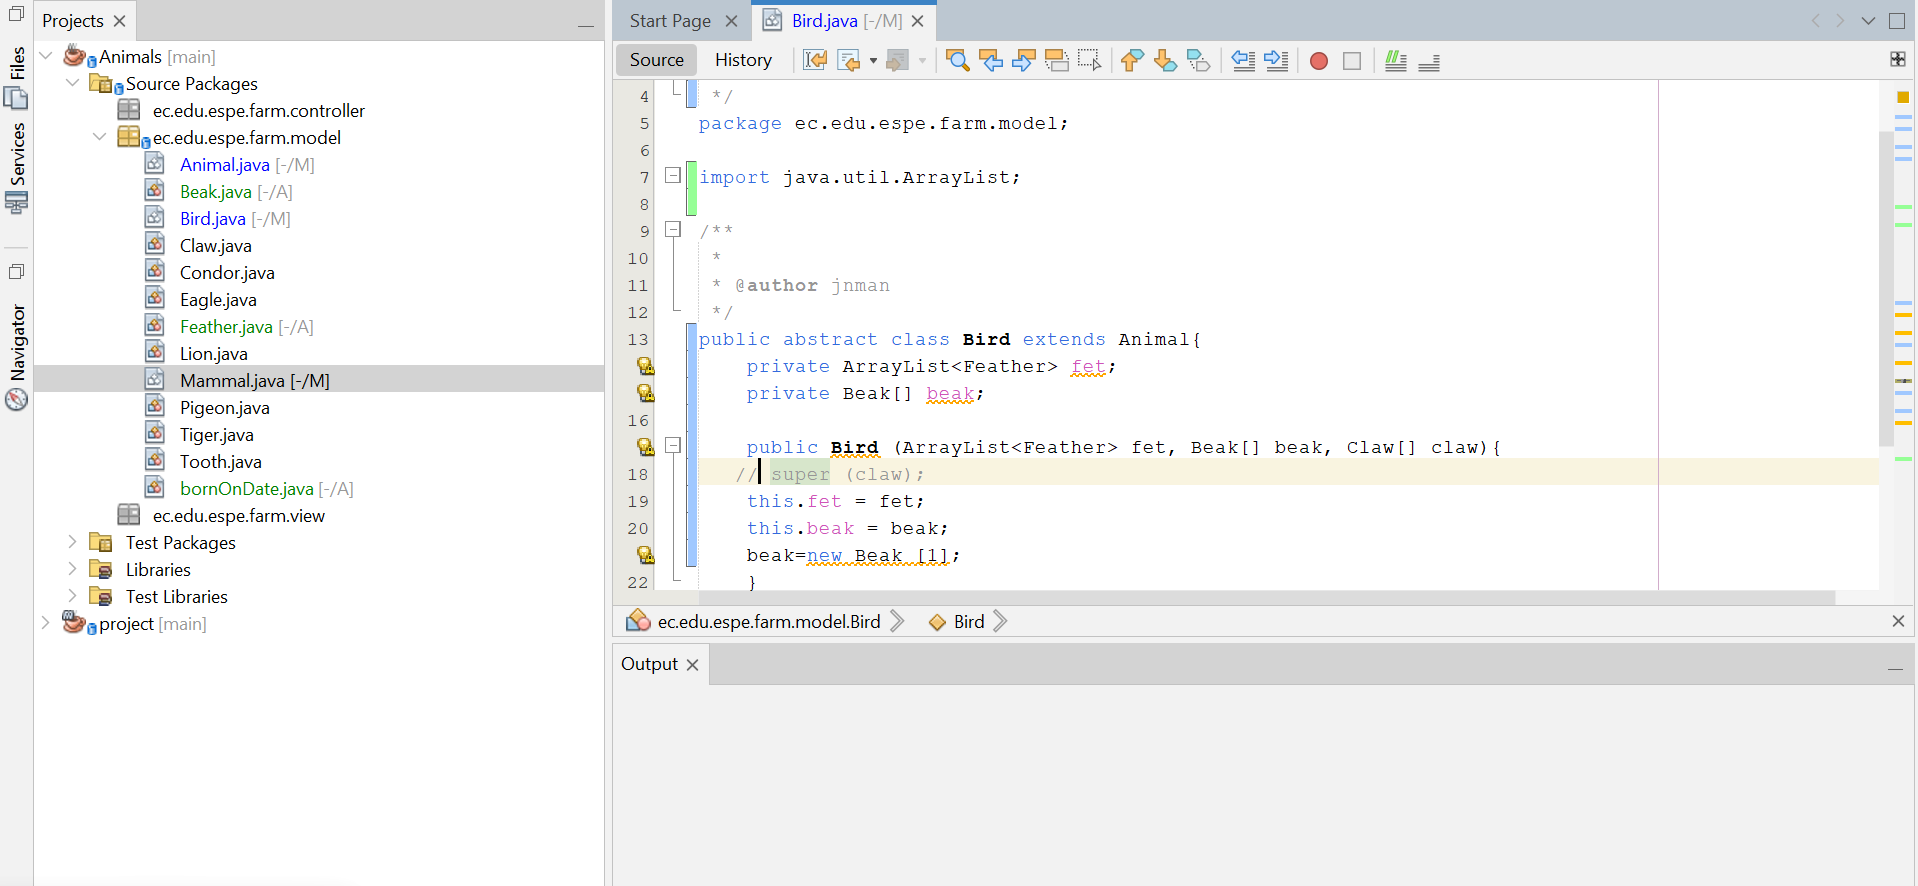 Projects
Files
Services
Navigator
Animals [main]
Source Packages
ec.edu.espe.farm.controller
ec.edu.espe.farm.model
Animal.java [-/M]
Beak.java [-/A]
Bird.java [-/M]
Claw.java
Condor.java
Eagle.java
Feather.java [-/A]
Lion.java
Mammal.java [-/M]
Pigeon.java
Tiger.java
Tooth.java
bornOnDate.java [-/A]
ec.edu.espe.farm.view
Test Packages
Libraries
Test Libraries
project [main]
Start Page
Bird.java [-/M]
Source
History
4 */
5 package ec.edu.espe.farm.model;
6
7 import java.util.ArrayList;
8
9 /**
10 *
11 * @author jnman
12 */
13 public abstract class Bird extends Animal{
private ArrayList<Feather> fet;
private Beak[] beak;
16
public Bird (ArrayList<Feather> fet, Beak[] beak, Claw[] claw){
18 // super (claw);
19 this.fet = fet;
20 this.beak = beak;
beak=new Beak [1];
22 }
ec.edu.espe.farm.model.Bird
Bird
Output